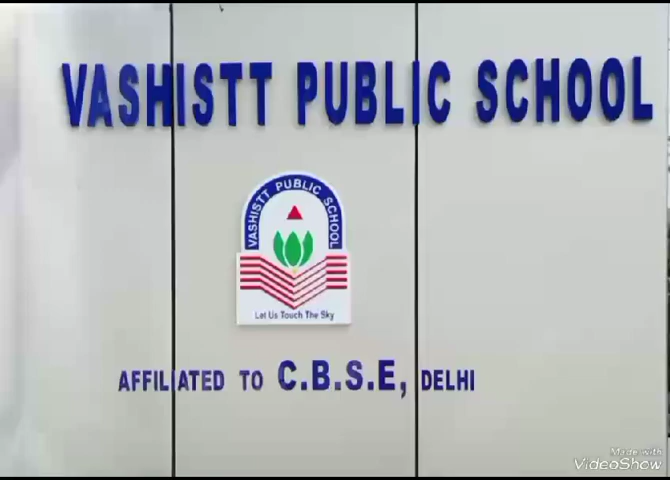 VASHISTT PUBLIC SCHOOL
VASHISTT PUBLIC SCHOOL
Let Us Touch The Sky
AFFILIATED TO C.B.S.E, DELHI
Made with
VideoShow